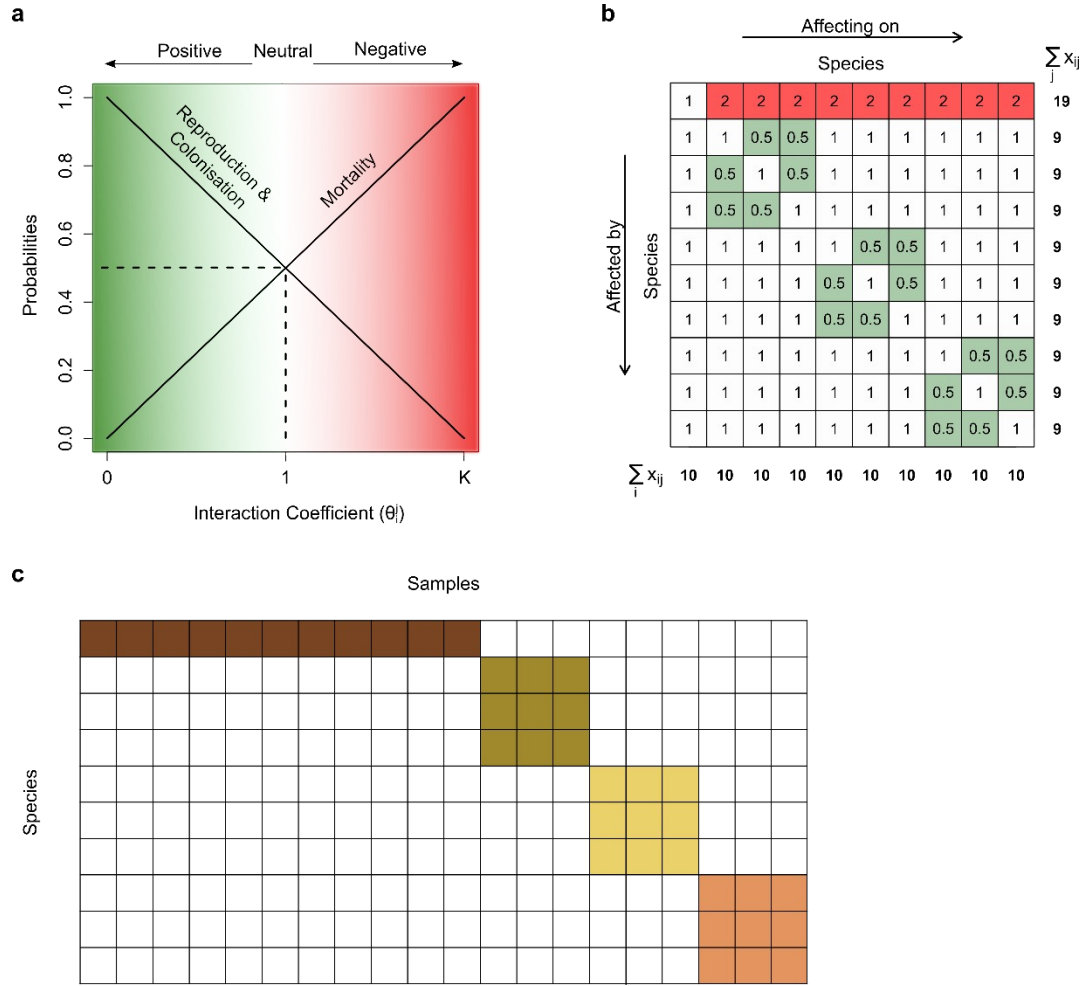 a
Positive Neutral Negative
Reproduction &
Colonisation
Mortality
Probabilities
1.0
0.8
0.6
0.4
0.2
0.0
0 1 K
Interaction Coefficient (θᵢʲ)
b
Affecting on
Species
∑ⱼ xᵢⱼ
Affected by
Species
1 2 2 2 2 2 2 2 2 2 19
1 1 0.5 0.5 1 1 1 1 1 1 9
1 0.5 1 0.5 1 1 1 1 1 1 9
1 0.5 0.5 1 1 1 1 1 1 1 9
1 1 1 1 1 0.5 0.5 1 1 1 9
1 1 1 1 0.5 1 0.5 1 1 1 9
1 1 1 1 0.5 0.5 1 1 1 1 9
1 1 1 1 1 1 1 1 0.5 0.5 9
1 1 1 1 1 1 1 0.5 1 0.5 9
1 1 1 1 1 1 1 0.5 0.5 1 9
∑ᵢ xᵢⱼ 10 10 10 10 10 10 10 10 10 10
c
Samples
Species